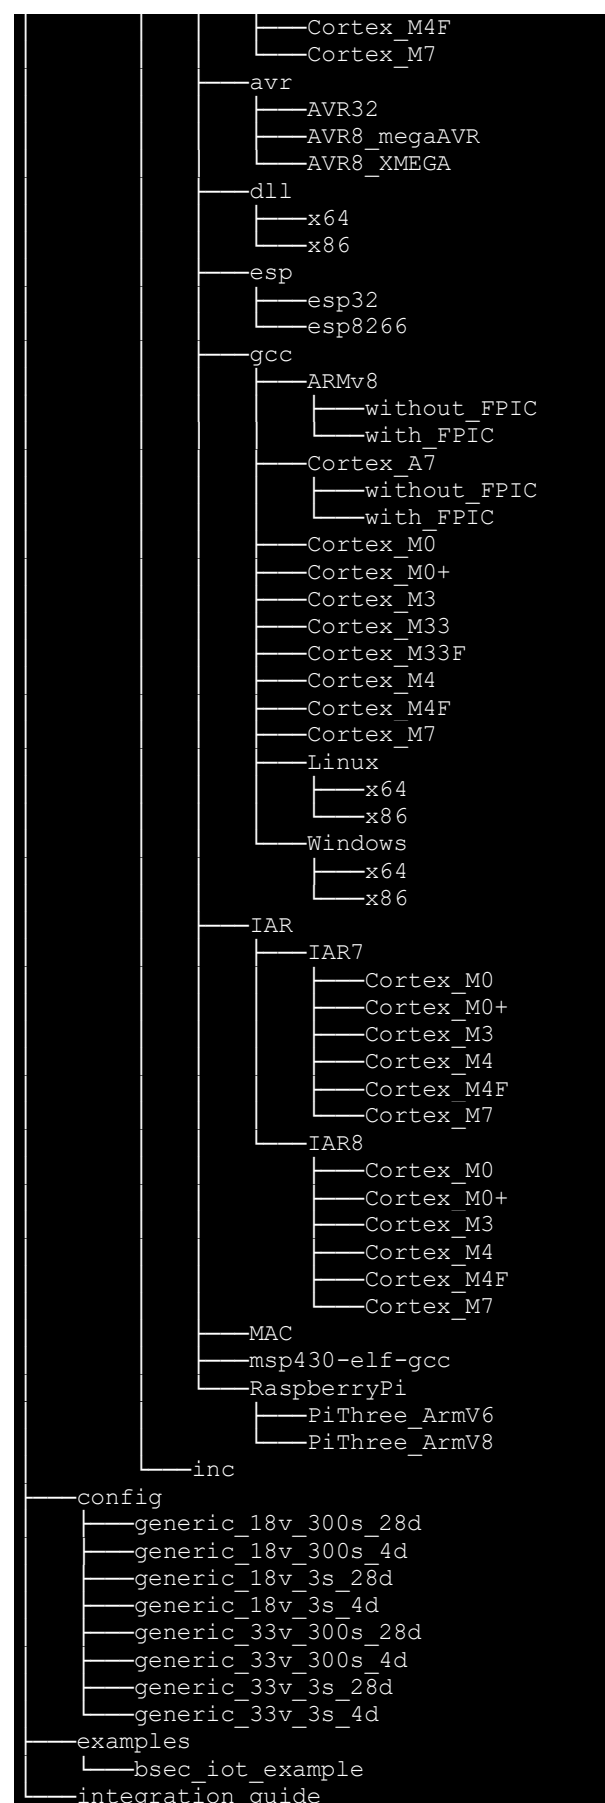 Cortex_M4F
Cortex_M7
avr
AVR32
AVR8_megaAVR
AVR8_XMEGA
dll
x64
x86
esp
esp32
esp8266
gcc
ARMv8
without_FPIC
with_FPIC
Cortex_A7
without_FPIC
with_FPIC
Cortex_M0
Cortex_M0+
Cortex_M3
Cortex_M33
Cortex_M33F
Cortex_M4
Cortex_M4F
Cortex_M7
Linux
x64
x86
Windows
x64
x86
IAR
IAR7
Cortex_M0
Cortex_M0+
Cortex_M3
Cortex_M4
Cortex_M4F
Cortex_M7
IAR8
Cortex_M0
Cortex_M0+
Cortex_M3
Cortex_M4
Cortex_M4F
Cortex_M7
MAC
msp430-elf-gcc
RaspberryPi
PiThree_ArmV6
PiThree_ArmV8
inc
config
generic_18v_300s_28d
generic_18v_300s_4d
generic_18v_3s_28d
generic_18v_3s_4d
generic_33v_300s_28d
generic_33v_300s_4d
generic_33v_3s_28d
generic_33v_3s_4d
examples
bsec_iot_example
integration_guide